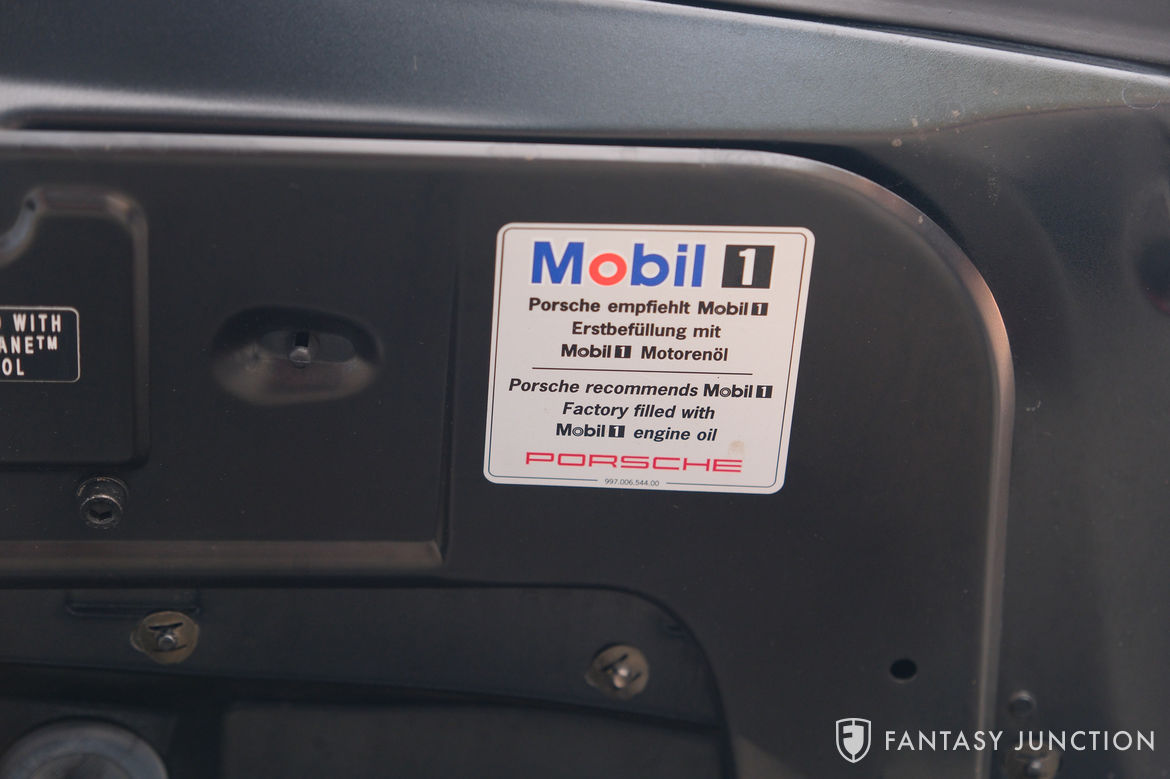 Mobil 1
Porsche empfiehlt Mobil 1
Erstbefüllung mit
Mobil 1 Motorenöl
Porsche recommends Mobil 1
Factory filled with
Mobil 1 engine oil
PORSCHE
997.006.544.00
WITH
ANE™
OL
FANTASY JUNCTION